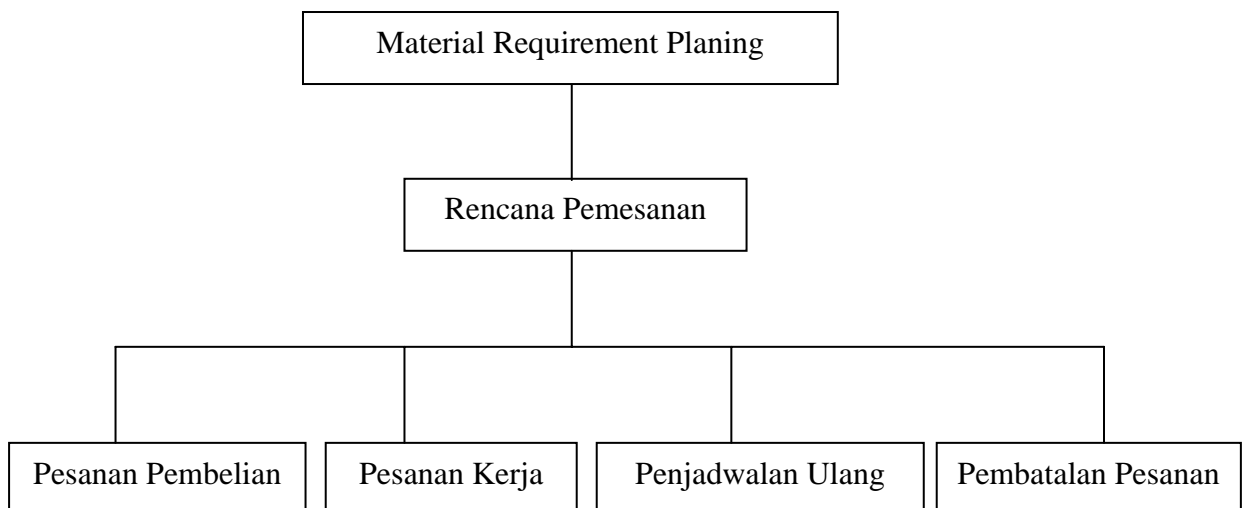 Material Requirement Planing
Rencana Pemesanan
Pesanan Pembelian
Pesanan Kerja
Penjadwalan Ulang
Pembatalan Pesanan